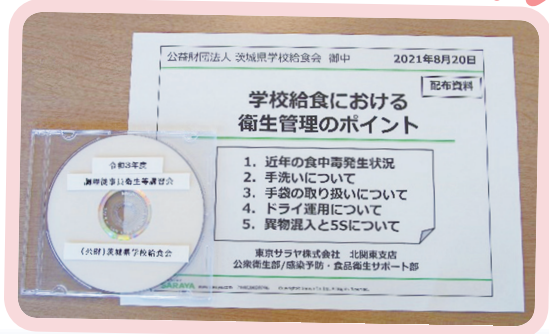 公益財団法人 茨城県学校給食会 御中
2021年8月20日
配布資料
学校給食における
衛生管理のポイント
1. 近年の食中毒発生状況
2. 手洗いについて
3. 手袋の取り扱いについて
4. ドライ運用について
5. 異物混入と5Sについて
東京サラヤ株式会社 北関東支店
公衆衛生部/感染予防・食品衛生サポート部
SARAYA
令和3年度
調理従事員衛生等講習会
(公財)茨城県学校給食会